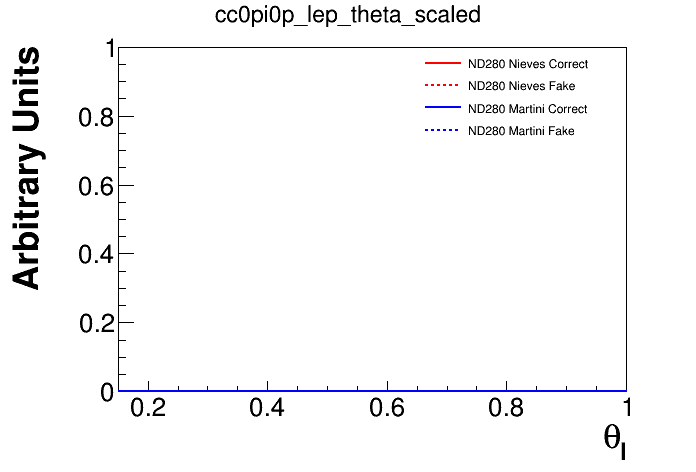 cc0pi0p_lep_theta_scaled
Arbitrary Units
1
0.8
0.6
0.4
0.2
0
ND280 Nieves Correct
ND280 Nieves Fake
ND280 Martini Correct
ND280 Martini Fake
0.2 0.4 0.6 0.8 1
θl